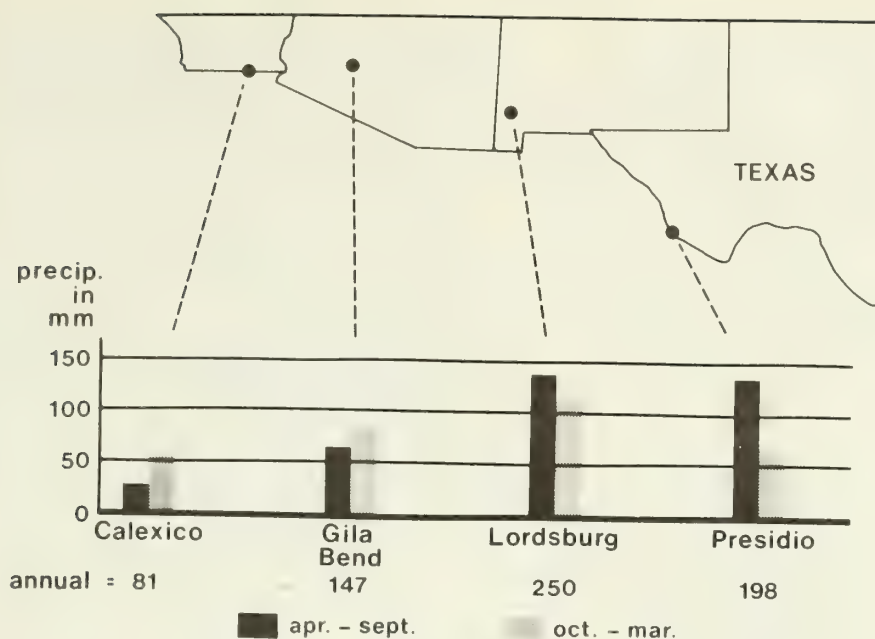 TEXAS
precip.
in
mm
150
100
50
0
Calexico Gila Bend Lordsburg Presidio
annual = 81 147 250 198
apr. – sept. oct. – mar.